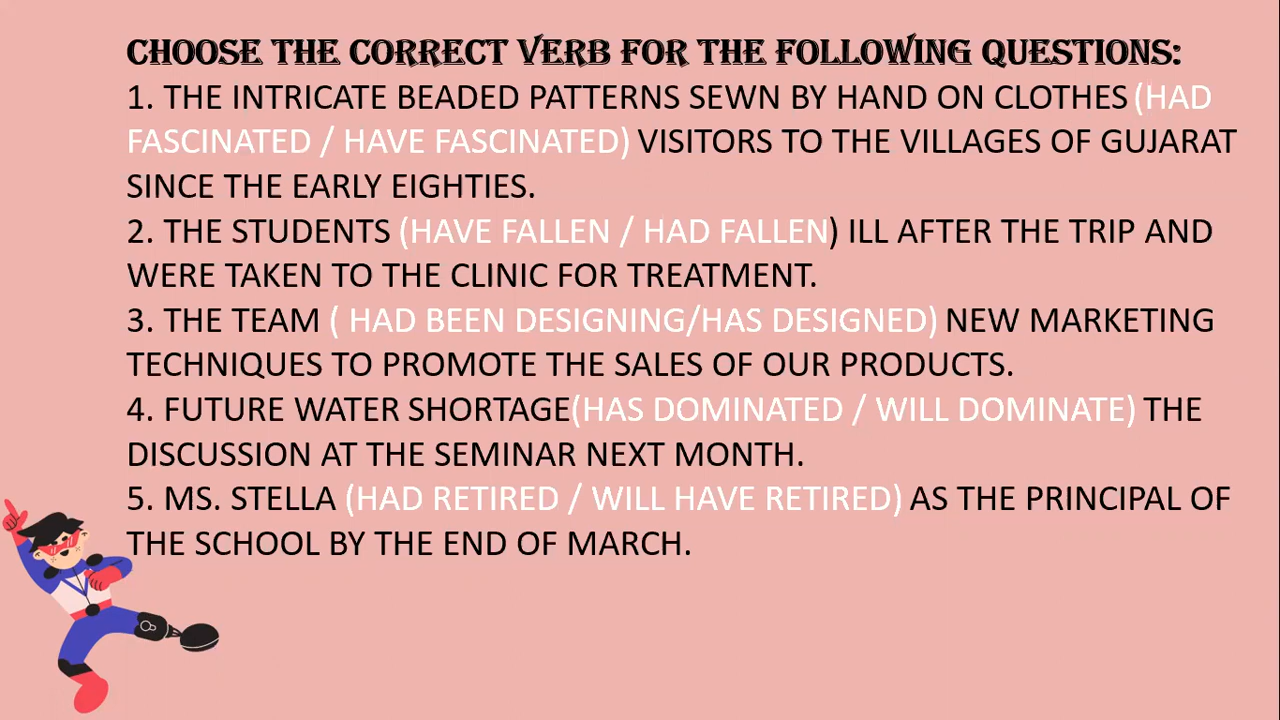 CHOOSE THE CORRECT VERB FOR THE FOLLOWING QUESTIONS:
1. THE INTRICATE BEADED PATTERNS SEWN BY HAND ON CLOTHES (HAD
FASCINATED / HAVE FASCINATED) VISITORS TO THE VILLAGES OF GUJARAT
SINCE THE EARLY EIGHTIES.
2. THE STUDENTS (HAVE FALLEN / HAD FALLEN) ILL AFTER THE TRIP AND
WERE TAKEN TO THE CLINIC FOR TREATMENT.
3. THE TEAM ( HAD BEEN DESIGNING/HAS DESIGNED) NEW MARKETING
TECHNIQUES TO PROMOTE THE SALES OF OUR PRODUCTS.
4. FUTURE WATER SHORTAGE(HAS DOMINATED / WILL DOMINATE) THE
DISCUSSION AT THE SEMINAR NEXT MONTH.
5. MS. STELLA (HAD RETIRED / WILL HAVE RETIRED) AS THE PRINCIPAL OF
THE SCHOOL BY THE END OF MARCH.